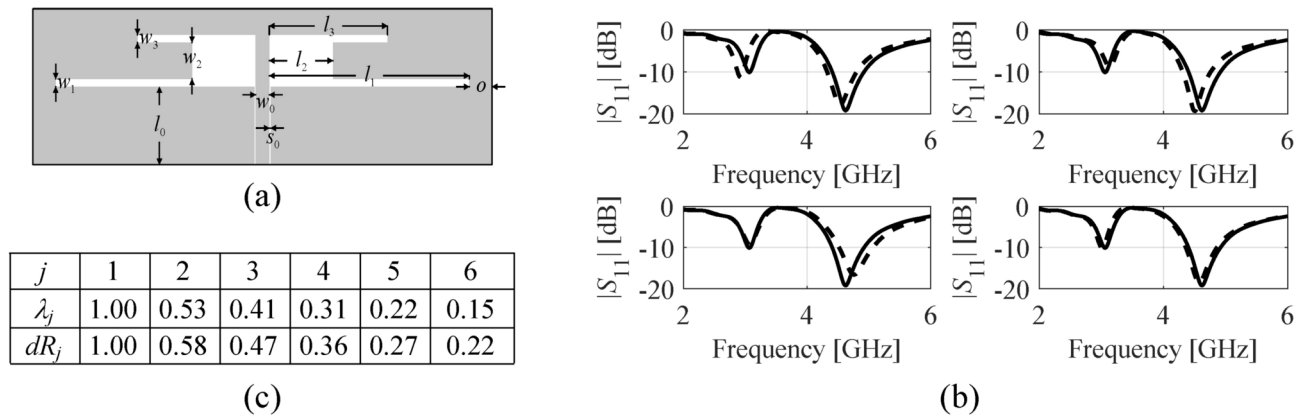 w3
l3
w2
l2
w1
l1
o
l0
w0
s0
(a)
j 1 2 3 4 5 6
λj 1.00 0.53 0.41 0.31 0.22 0.15
dRj 1.00 0.58 0.47 0.36 0.27 0.22
(c)
|S11| [dB]
0
-10
-20
2 4 6
Frequency [GHz]
|S11| [dB]
0
-10
-20
2 4 6
Frequency [GHz]
|S11| [dB]
0
-10
-20
2 4 6
Frequency [GHz]
|S11| [dB]
0
-10
-20
2 4 6
Frequency [GHz]
(b)